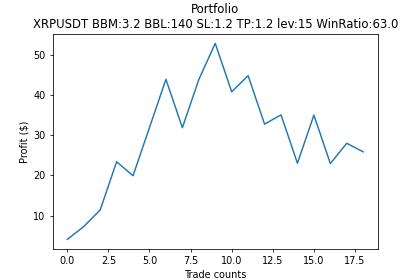 Portfolio
XRPUSDT BBM:3.2 BBL:140 SL:1.2 TP:1.2 lev:15 WinRatio:63.0
50
40
30
20
10
Profit ($)
0.0 2.5 5.0 7.5 10.0 12.5 15.0 17.5
Trade counts